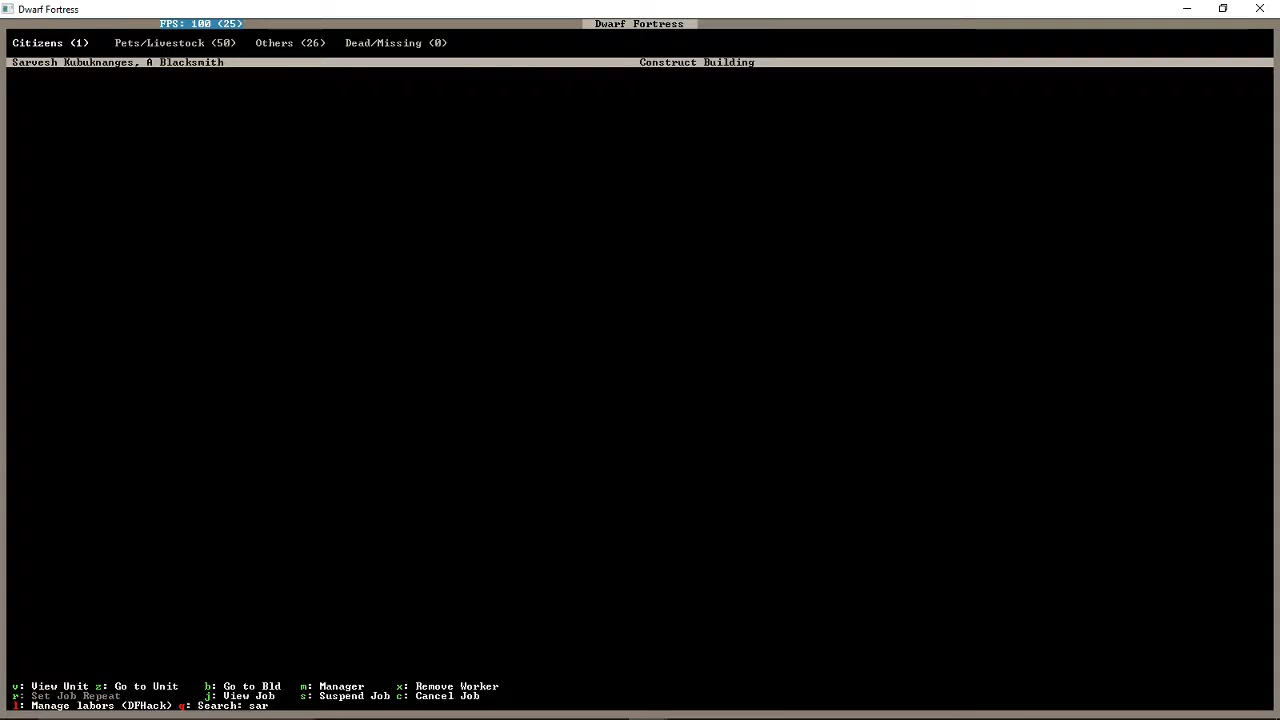 Dwarf Fortress
FPS: 100 (25) Dwarf Fortress
Citizens (1) Pets/Livestock (50) Others (26) Dead/Missing (0)
Sarvesh Kubuknanges, A Blacksmith Construct Building
v: View Unit z: Go to Unit b: Go to Bld m: Manager x: Remove Worker
r: Set Job Repeat j: View Job s: Suspend Job c: Cancel Job
l: Manage labors (DFHack) q: Search: sar